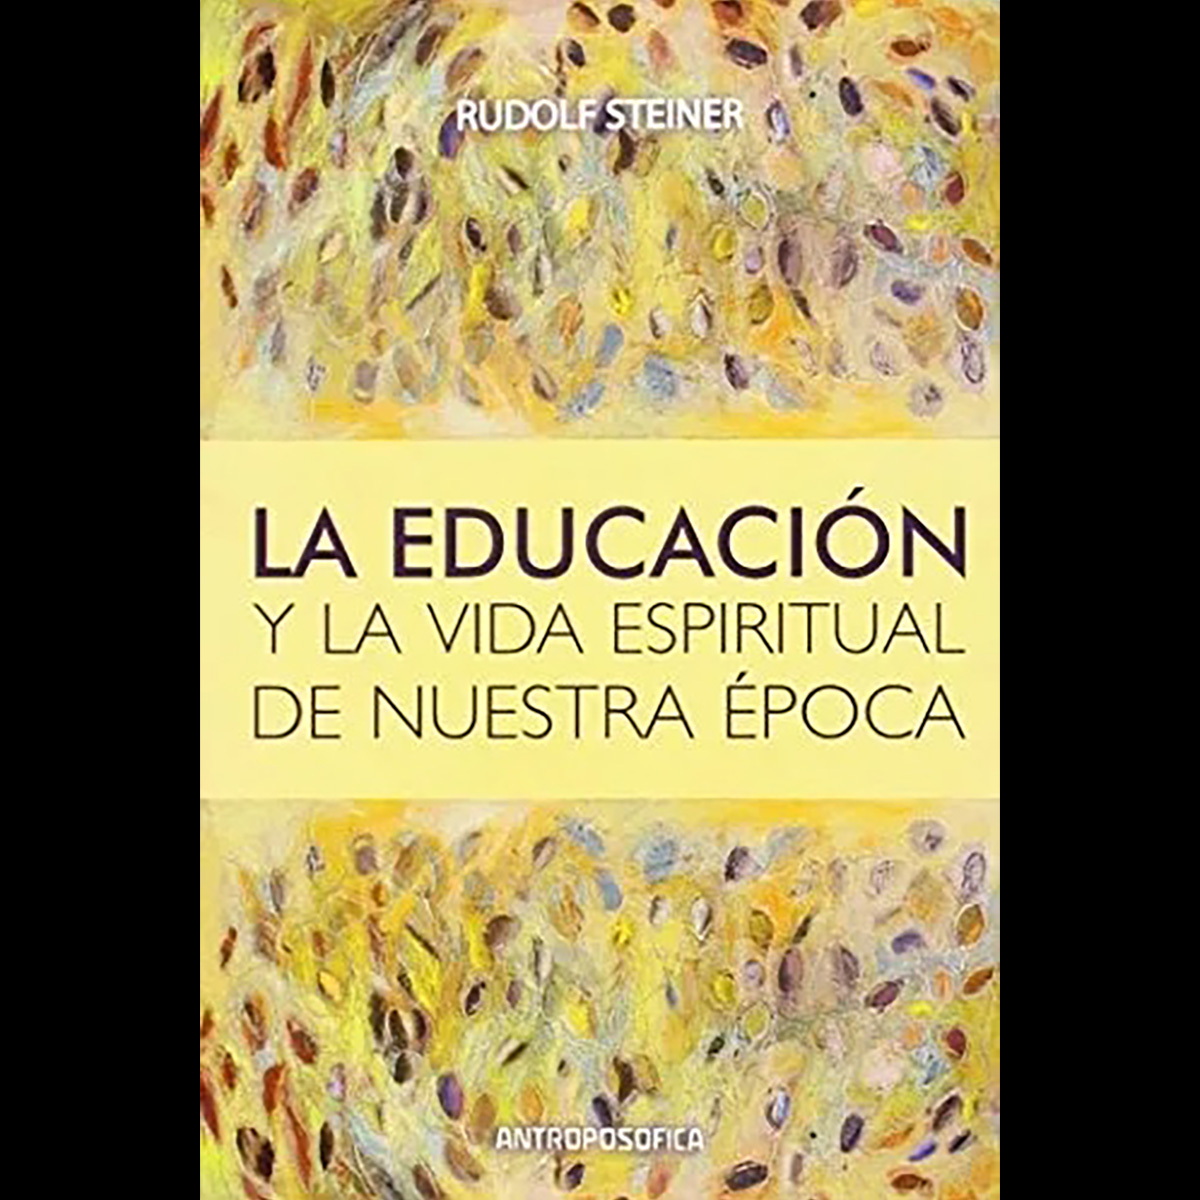 RUDOLF STEINER
LA EDUCACIÓN
Y LA VIDA ESPIRITUAL
DE NUESTRA ÉPOCA
ANTROPOSOFICA